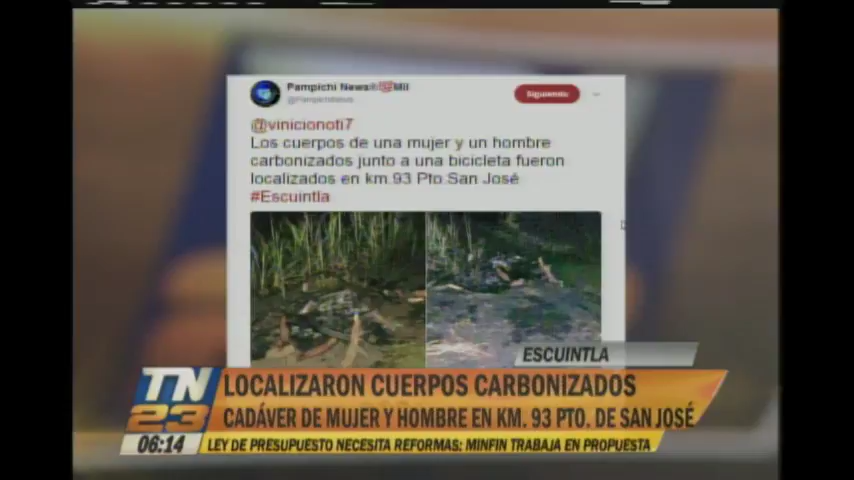 Pampichi News®💯Mil
@PampichiNews
Siguiendo
@vinicionoti7
Los cuerpos de una mujer y un hombre
carbonizados junto a una bicicleta fueron
localizados en km.93 Pto.San José
#Escuintla
ESCUINTLA
TN
23
LOCALIZARON CUERPOS CARBONIZADOS
CADÁVER DE MUJER Y HOMBRE EN KM. 93 PTO. DE SAN JOSÉ
06:14
LEY DE PRESUPUESTO NECESITA REFORMAS: MINFIN TRABAJA EN PROPUESTA